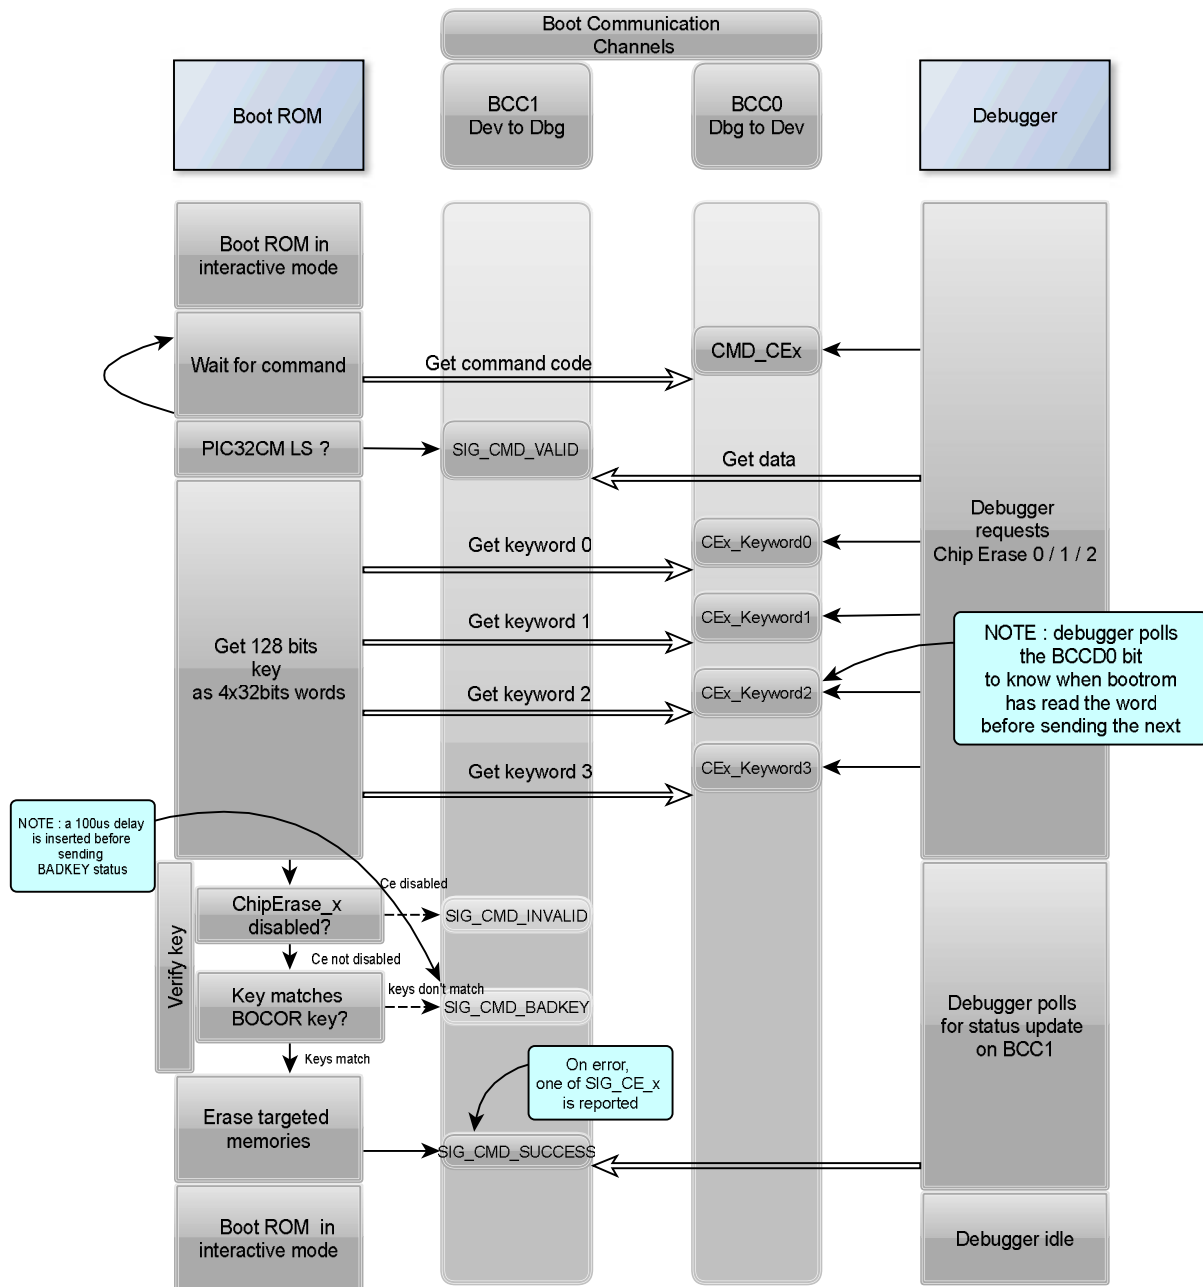 Boot Communication
Channels
Boot ROM
BCC1
Dev to Dbg
BCC0
Dbg to Dev
Debugger
Boot ROM in
interactive mode
Wait for command
Get command code
CMD_CEx
PIC32CM LS ?
SIG_CMD_VALID
Get data
Debugger
requests
Chip Erase 0 / 1 / 2
Get keyword 0
CEx_Keyword0
Get keyword 1
CEx_Keyword1
Get 128 bits
key
as 4x32bits words
NOTE : debugger polls
the BCCD0 bit
to know when bootrom
has read the word
before sending the next
Get keyword 2
CEx_Keyword2
Get keyword 3
CEx_Keyword3
NOTE : a 100us delay
is inserted before
sending
BADKEY status
Verify key
Ce disabled
ChipErase_x
disabled?
SIG_CMD_INVALID
Ce not disabled
Key matches
BOCOR key?
keys don't match
SIG_CMD_BADKEY
Debugger polls
for status update
on BCC1
Keys match
On error,
one of SIG_CE_x
is reported
Erase targeted
memories
SIG_CMD_SUCCESS
Boot ROM in
interactive mode
Debugger idle